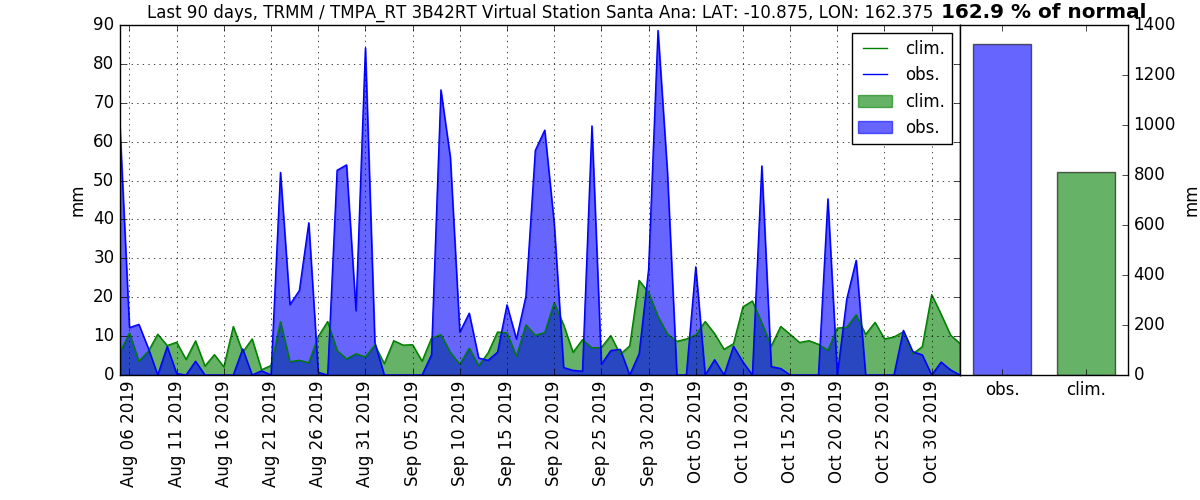 Last 90 days, TRMM / TMPA_RT 3B42RT Virtual Station Santa Ana: LAT: -10.875, LON: 162.375
162.9 % of normal
mm
90
80
70
60
50
40
30
20
10
0
clim.
obs.
clim.
obs.
Aug 06 2019
Aug 11 2019
Aug 16 2019
Aug 21 2019
Aug 26 2019
Aug 31 2019
Sep 05 2019
Sep 10 2019
Sep 15 2019
Sep 20 2019
Sep 25 2019
Sep 30 2019
Oct 05 2019
Oct 10 2019
Oct 15 2019
Oct 20 2019
Oct 25 2019
Oct 30 2019
1400
1200
1000
800
600
400
200
0
mm
obs.
clim.